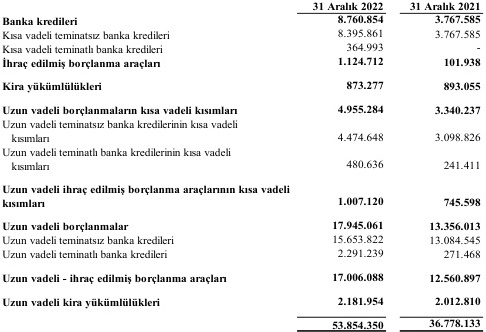 31 Aralık 2022 31 Aralık 2021
Banka kredileri 8.760.854 3.767.585
Kısa vadeli teminatsız banka kredileri 8.395.861 3.767.585
Kısa vadeli teminatlı banka kredileri 364.993 -
İhraç edilmiş borçlanma araçları 1.124.712 101.938
Kira yükümlülükleri 873.277 893.055
Uzun vadeli borçlanmaların kısa vadeli kısımları 4.955.284 3.340.237
Uzun vadeli teminatsız banka kredilerinin kısa vadeli
kısımları 4.474.648 3.098.826
Uzun vadeli teminatlı banka kredilerinin kısa vadeli
kısımları 480.636 241.411
Uzun vadeli ihraç edilmiş borçlanma araçlarının kısa vadeli
kısımları 1.007.120 745.598
Uzun vadeli borçlanmalar 17.945.061 13.356.013
Uzun vadeli teminatsız banka kredileri 15.653.822 13.084.545
Uzun vadeli teminatlı banka kredileri 2.291.239 271.468
Uzun vadeli - ihraç edilmiş borçlanma araçları 17.006.088 12.560.897
Uzun vadeli kira yükümlülükleri 2.181.954 2.012.810
53.854.350 36.778.133